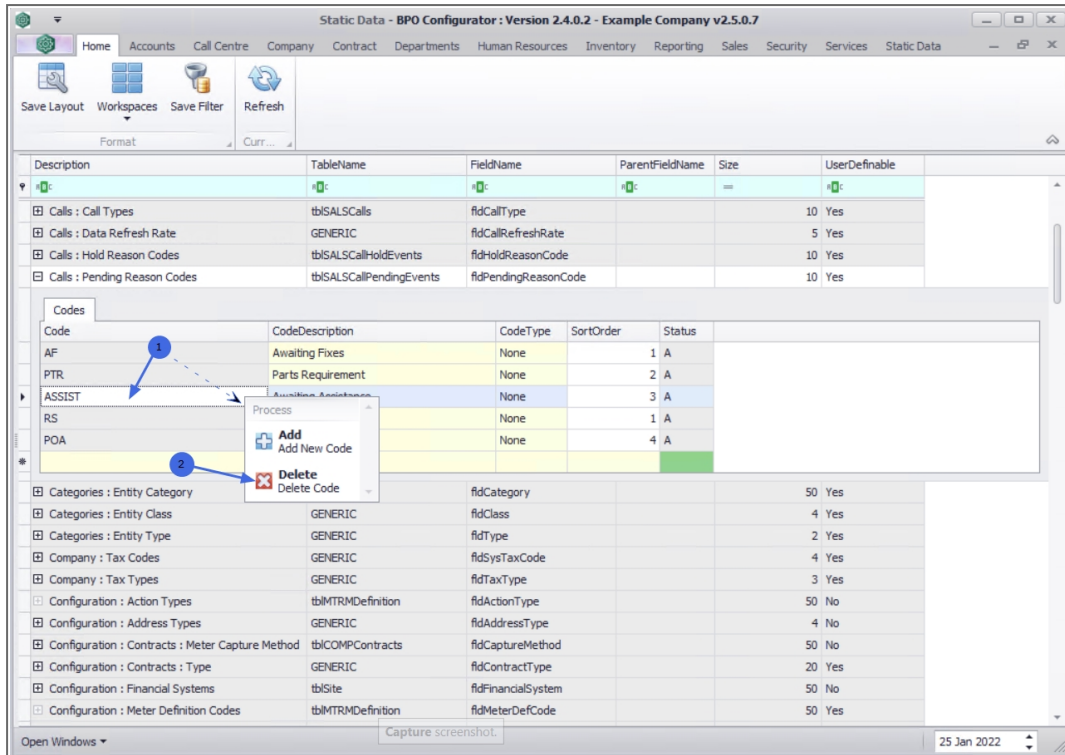 Static Data - BPO Configurator : Version 2.4.0.2 - Example Company v2.5.0.7
Home Accounts Call Centre Company Contract Departments Human Resources Inventory Reporting Sales Security Services Static Data
Save Layout Workspaces Save Filter Refresh
Format Curr...
Description TableName FieldName ParentFieldName Size UserDefinable
Calls : Call Types tblSALSCalls fldCallType 10 Yes
Calls : Data Refresh Rate GENERIC fldCallRefreshRate 5 Yes
Calls : Hold Reason Codes tblSALSCallHoldEvents fldHoldReasonCode 10 Yes
Calls : Pending Reason Codes tblSALSCallPendingEvents fldPendingReasonCode 10 Yes
Codes
Code CodeDescription CodeType SortOrder Status
AF Awaiting Fixes None 1 A
PTR Parts Requirement None 2 A
ASSIST Awaiting Assistance None 3 A
RS None 1 A
POA None 4 A
1
2
Process
Add
Add New Code
Delete
Delete Code
Categories : Entity Category fldCategory 50 Yes
Categories : Entity Class GENERIC fldClass 4 Yes
Categories : Entity Type GENERIC fldType 2 Yes
Company : Tax Codes GENERIC fldSysTaxCode 4 Yes
Company : Tax Types GENERIC fldTaxType 3 Yes
Configuration : Action Types tblMTRMDefinition fldActionType 50 No
Configuration : Address Types GENERIC fldAddressType 4 No
Configuration : Contracts : Meter Capture Method tblCOMPContracts fldCaptureMethod 50 No
Configuration : Contracts : Type GENERIC fldContractType 20 Yes
Configuration : Financial Systems tblSite fldFinancialSystem 50 No
Configuration : Meter Definition Codes tblMTRMDefinition fldMeterDefCode 50 Yes
Capture screenshot.
Open Windows 25 Jan 2022